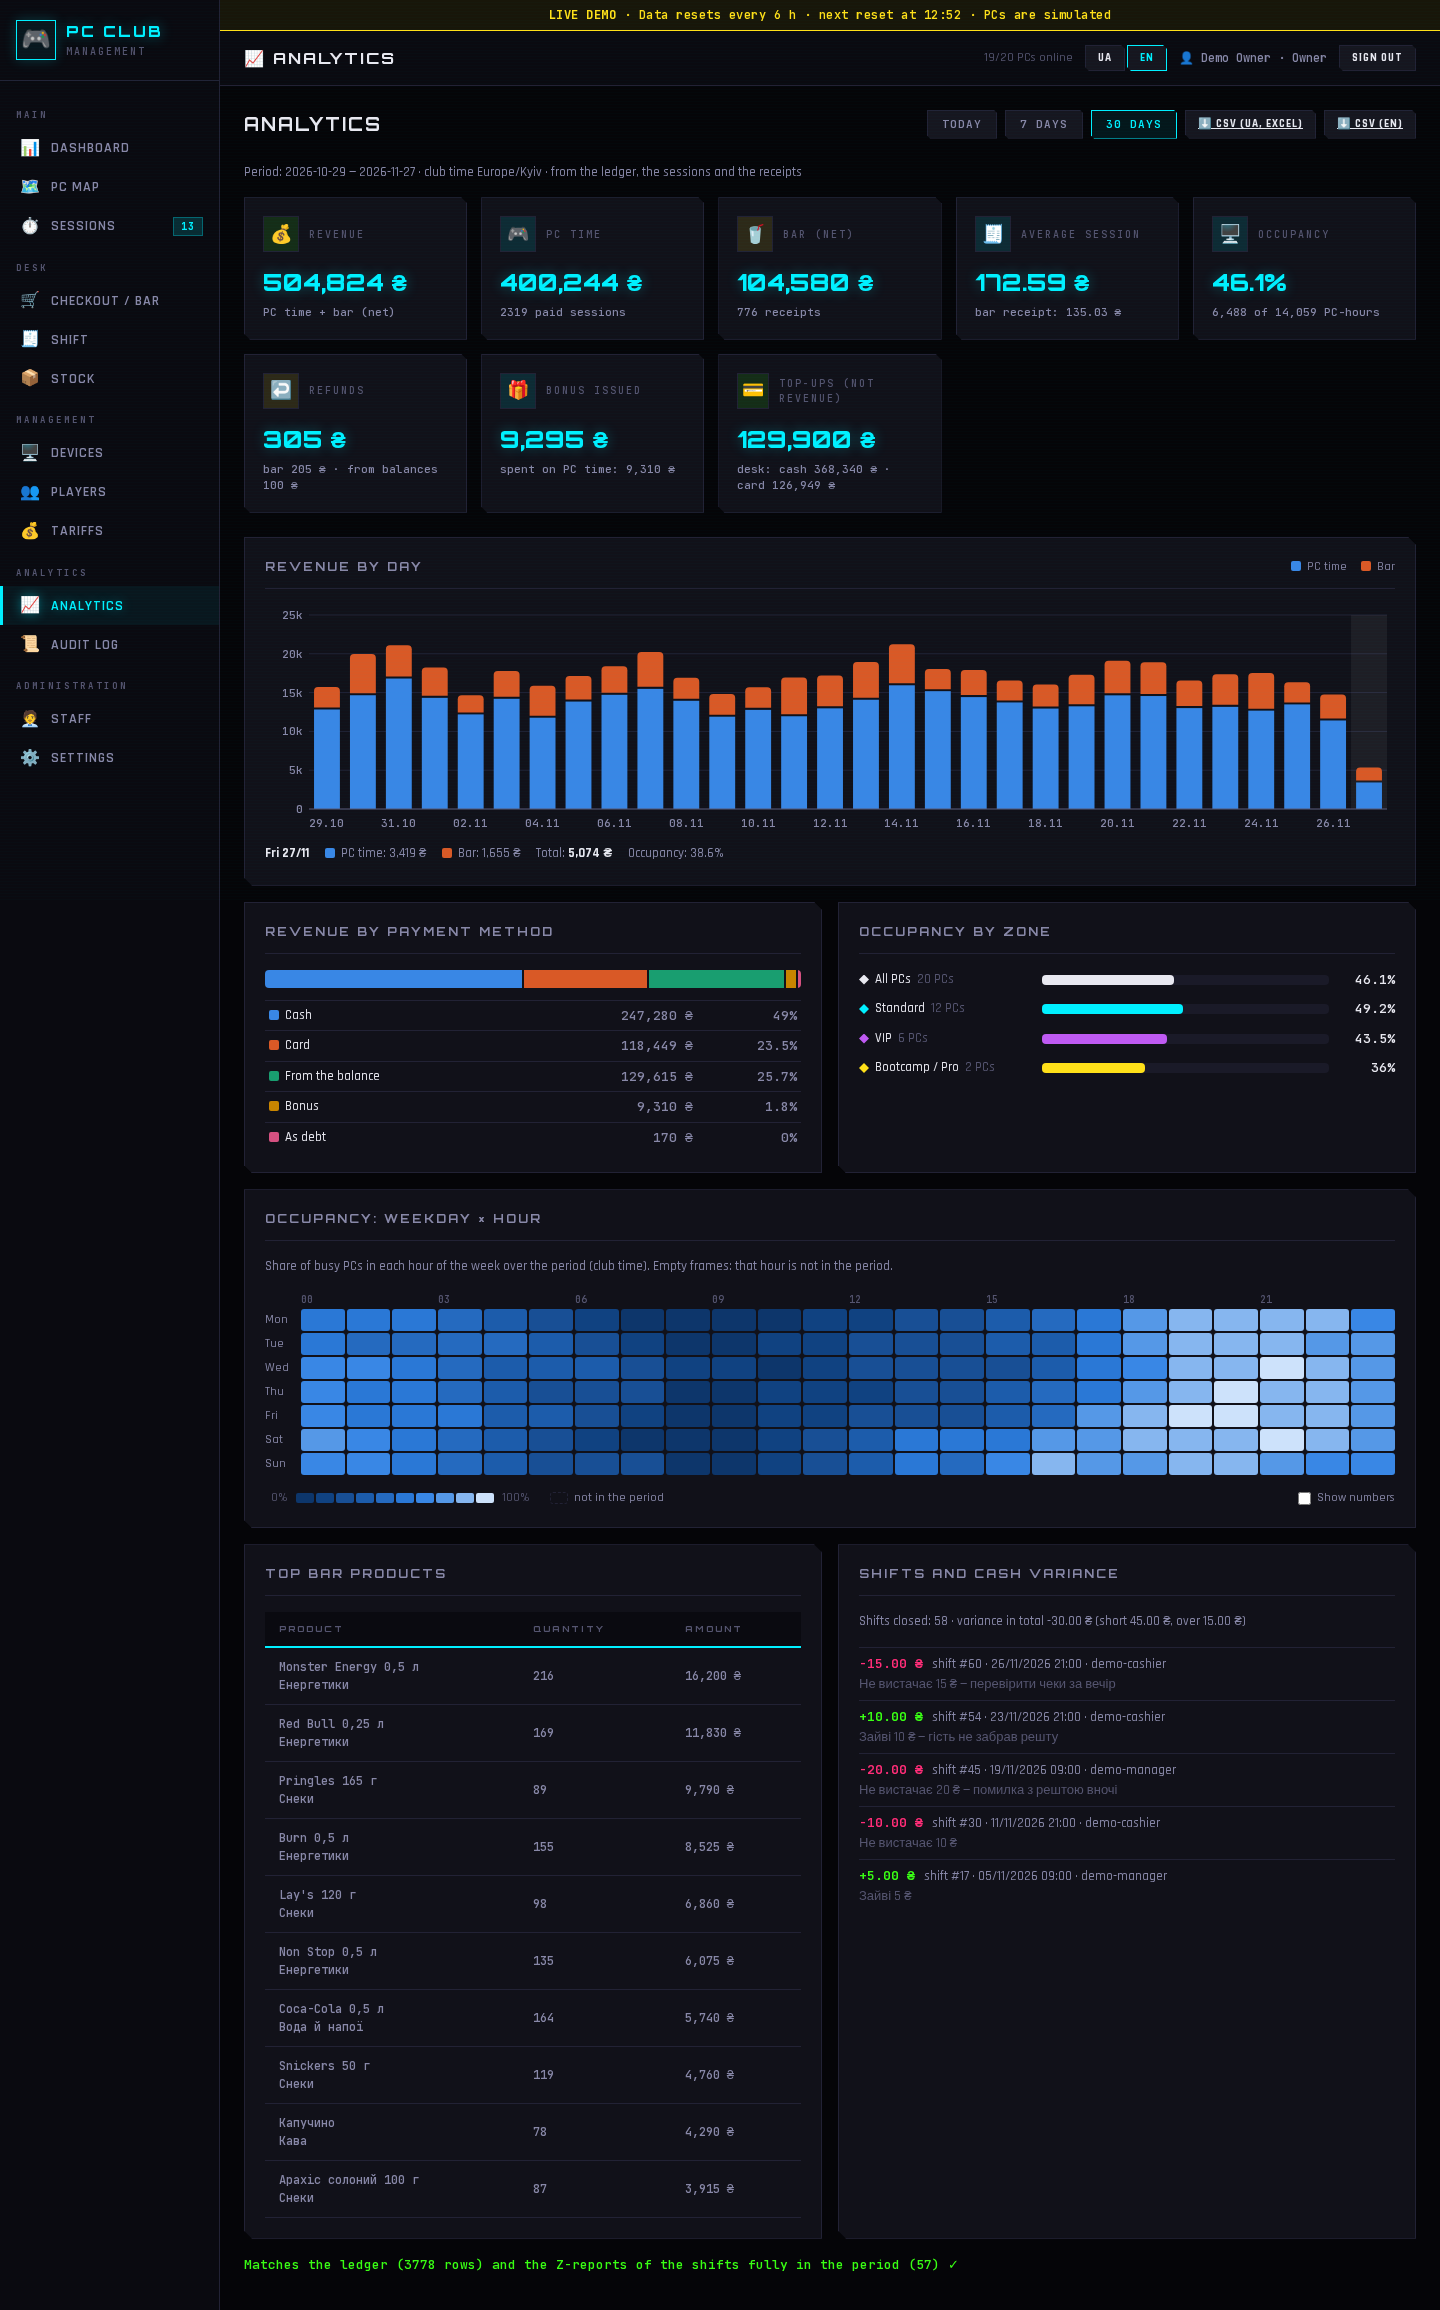 PC CLUB
MANAGEMENT
MAIN
DASHBOARD
PC MAP
SESSIONS 13
DESK
CHECKOUT / BAR
SHIFT
STOCK
MANAGEMENT
DEVICES
PLAYERS
TARIFFS
ANALYTICS
ANALYTICS
AUDIT LOG
ADMINISTRATION
STAFF
SETTINGS
LIVE DEMO · Data resets every 6 h · next reset at 12:52 · PCs are simulated
ANALYTICS
19/20 PCs online UA EN Demo Owner · Owner SIGN OUT
ANALYTICS
TODAY 7 DAYS 30 DAYS CSV (UA, EXCEL) CSV (EN)
Period: 2026-10-29 – 2026-11-27 · club time Europe/Kyiv · from the ledger, the sessions and the receipts
REVENUE
504,824 ₴
PC time + bar (net)
PC TIME
400,244 ₴
2319 paid sessions
BAR (NET)
104,580 ₴
776 receipts
AVERAGE SESSION
172.59 ₴
bar receipt: 135.03 ₴
OCCUPANCY
46.1%
6,488 of 14,059 PC-hours
REFUNDS
305 ₴
bar 205 ₴ · from balances
100 ₴
BONUS ISSUED
9,295 ₴
spent on PC time: 9,310 ₴
TOP-UPS (NOT
REVENUE)
129,900 ₴
desk: cash 368,340 ₴ ·
card 126,949 ₴
REVENUE BY DAY
PC time Bar
25k
20k
15k
10k
5k
0
29.10 31.10 02.11 04.11 06.11 08.11 10.11 12.11 14.11 16.11 18.11 20.11 22.11 24.11 26.11
Fri 27/11 PC time: 3,419 ₴ Bar: 1,655 ₴ Total: 5,074 ₴ Occupancy: 38.6%
REVENUE BY PAYMENT METHOD
Cash 247,280 ₴ 49%
Card 118,449 ₴ 23.5%
From the balance 129,615 ₴ 25.7%
Bonus 9,310 ₴ 1.8%
As debt 170 ₴ 0%
OCCUPANCY BY ZONE
All PCs 20 PCs 46.1%
Standard 12 PCs 49.2%
VIP 6 PCs 43.5%
Bootcamp / Pro 2 PCs 36%
OCCUPANCY: WEEKDAY × HOUR
Share of busy PCs in each hour of the week over the period (club time). Empty frames: that hour is not in the period.
00 03 06 09 12 15 18 21
Mon
Tue
Wed
Thu
Fri
Sat
Sun
0% 100% not in the period Show numbers
TOP BAR PRODUCTS
PRODUCT QUANTITY AMOUNT
Monster Energy 0,5 л
Енергетики
216 16,200 ₴
Red Bull 0,25 л
Енергетики
169 11,830 ₴
Pringles 165 г
Снеки
89 9,790 ₴
Burn 0,5 л
Енергетики
155 8,525 ₴
Lay's 120 г
Снеки
98 6,860 ₴
Non Stop 0,5 л
Енергетики
135 6,075 ₴
Coca-Cola 0,5 л
Вода й напої
164 5,740 ₴
Snickers 50 г
Снеки
119 4,760 ₴
Капучино
Кава
78 4,290 ₴
Арахіс солоний 100 г
Снеки
87 3,915 ₴
SHIFTS AND CASH VARIANCE
Shifts closed: 58 · variance in total -30.00 ₴ (short 45.00 ₴, over 15.00 ₴)
-15.00 ₴ shift #60 · 26/11/2026 21:00 · demo-cashier
Не вистачає 15 ₴ – перевірити чеки за вечір
+10.00 ₴ shift #54 · 23/11/2026 21:00 · demo-cashier
Зайві 10 ₴ – гість не забрав решту
-20.00 ₴ shift #45 · 19/11/2026 09:00 · demo-manager
Не вистачає 20 ₴ – помилка з рештою вночі
-10.00 ₴ shift #30 · 11/11/2026 21:00 · demo-cashier
Не вистачає 10 ₴
+5.00 ₴ shift #17 · 05/11/2026 09:00 · demo-manager
Зайві 5 ₴
Matches the ledger (3778 rows) and the Z-reports of the shifts fully in the period (57) ✓